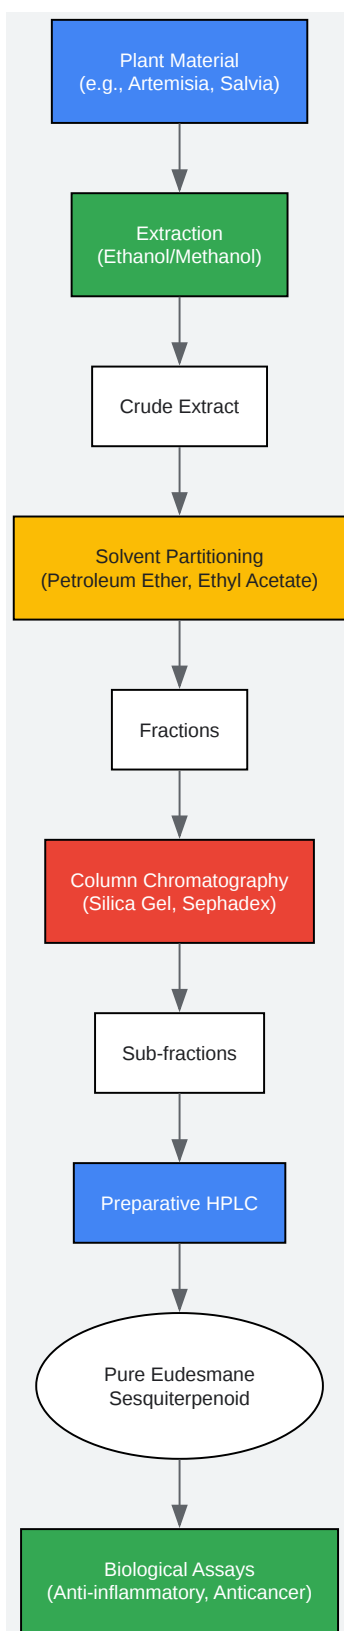 Plant Material
(e.g., Artemisia, Salvia)
Extraction
(Ethanol/Methanol)
Crude Extract
Solvent Partitioning
(Petroleum Ether, Ethyl Acetate)
Fractions
Column Chromatography
(Silica Gel, Sephadex)
Sub-fractions
Preparative HPLC
Pure Eudesmane
Sesquiterpenoid
Biological Assays
(Anti-inflammatory, Anticancer)